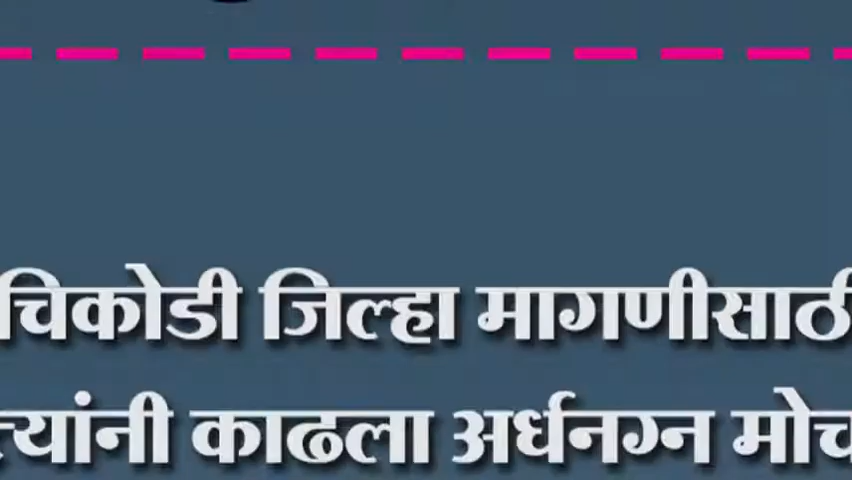 चिकोडी जिल्हा मागणीसाठी
त्यांनी काढला अर्धनग्न